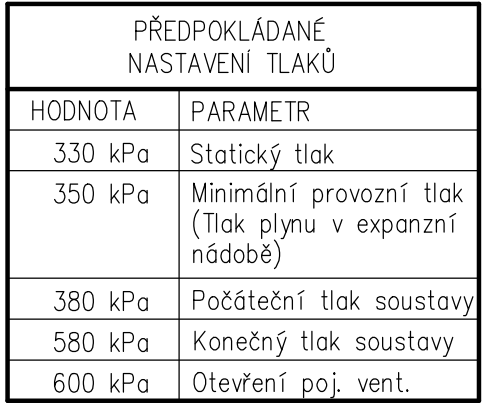 PŘEDPOKLÁDANÉ
NASTAVENÍ TLAKŮ
HODNOTA PARAMETR
330 kPa Statický tlak
350 kPa Minimální provozní tlak
(Tlak plynu v expanzní
nádobě)
380 kPa Počáteční tlak soustavy
580 kPa Konečný tlak soustavy
600 kPa Otevření poj. vent.